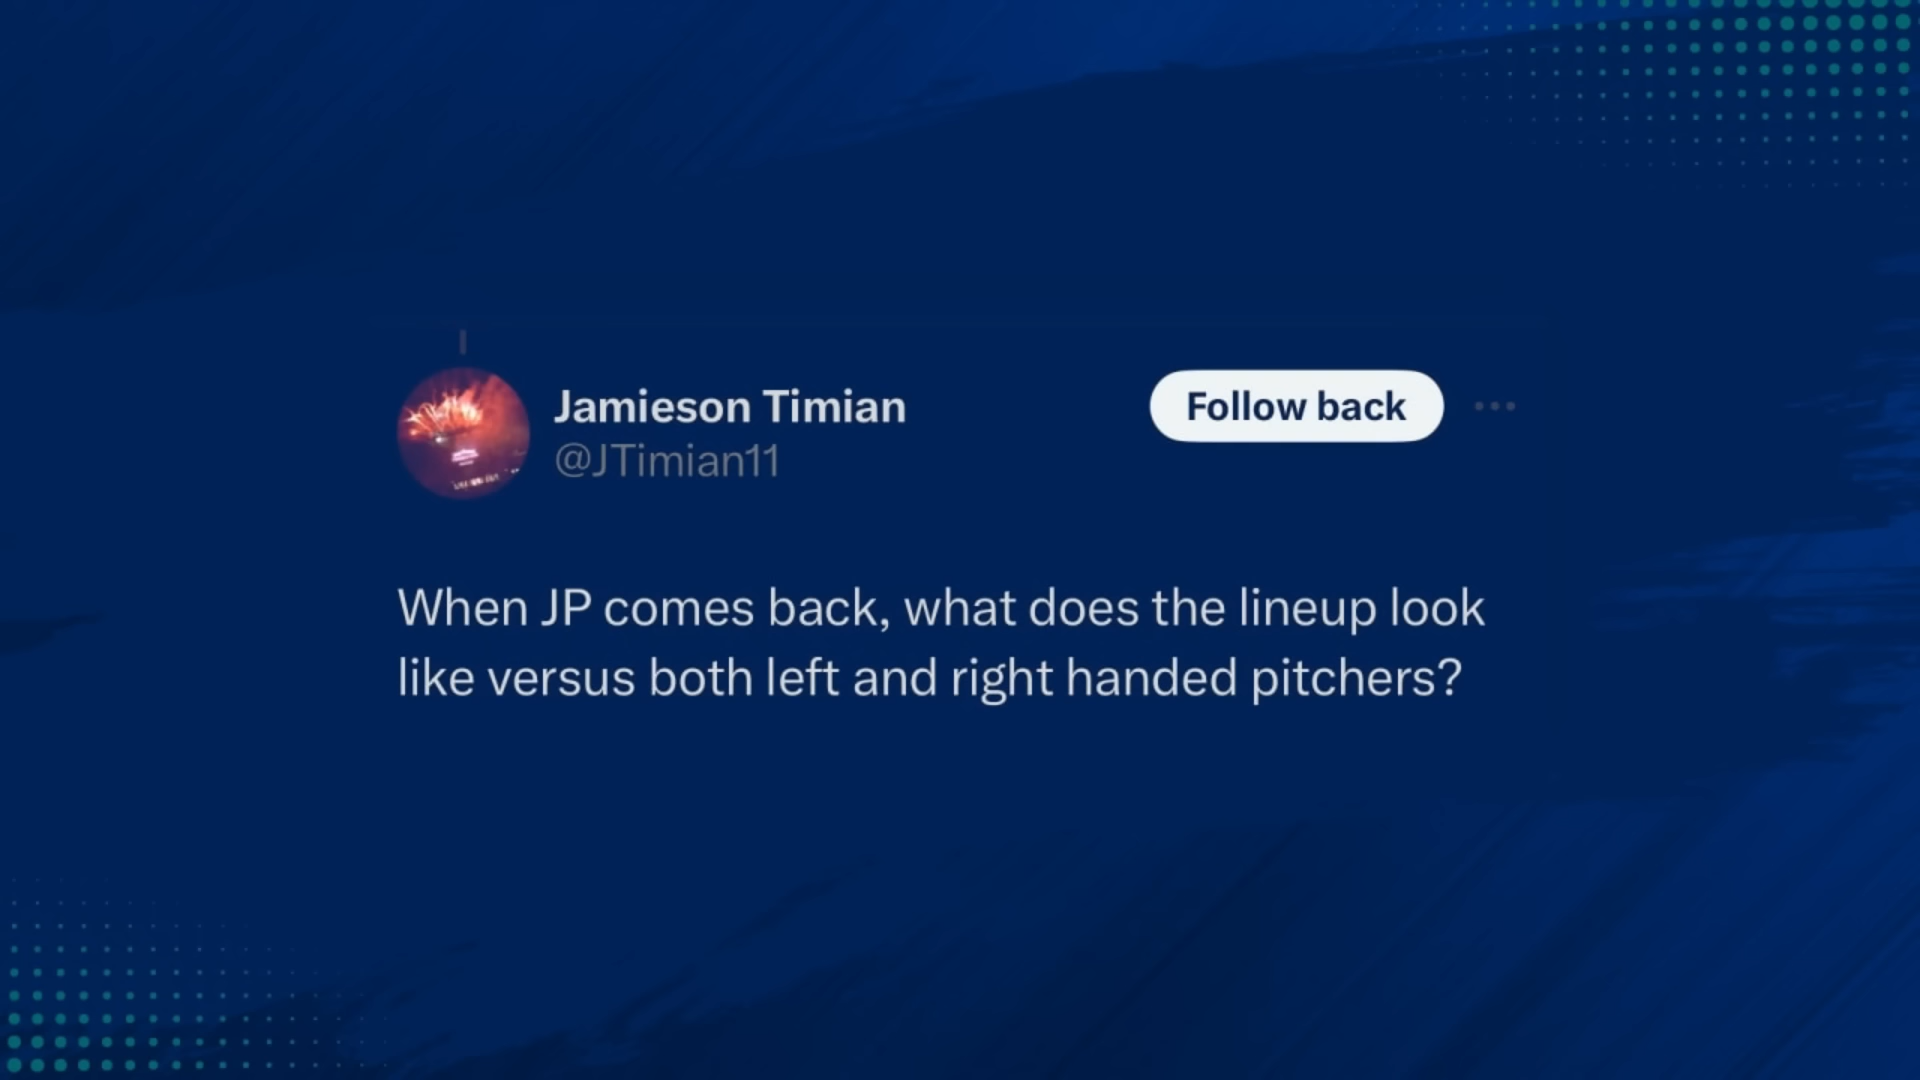 Jamieson Timian
Follow back
@JTimian11
When JP comes back, what does the lineup look
like versus both left and right handed pitchers?